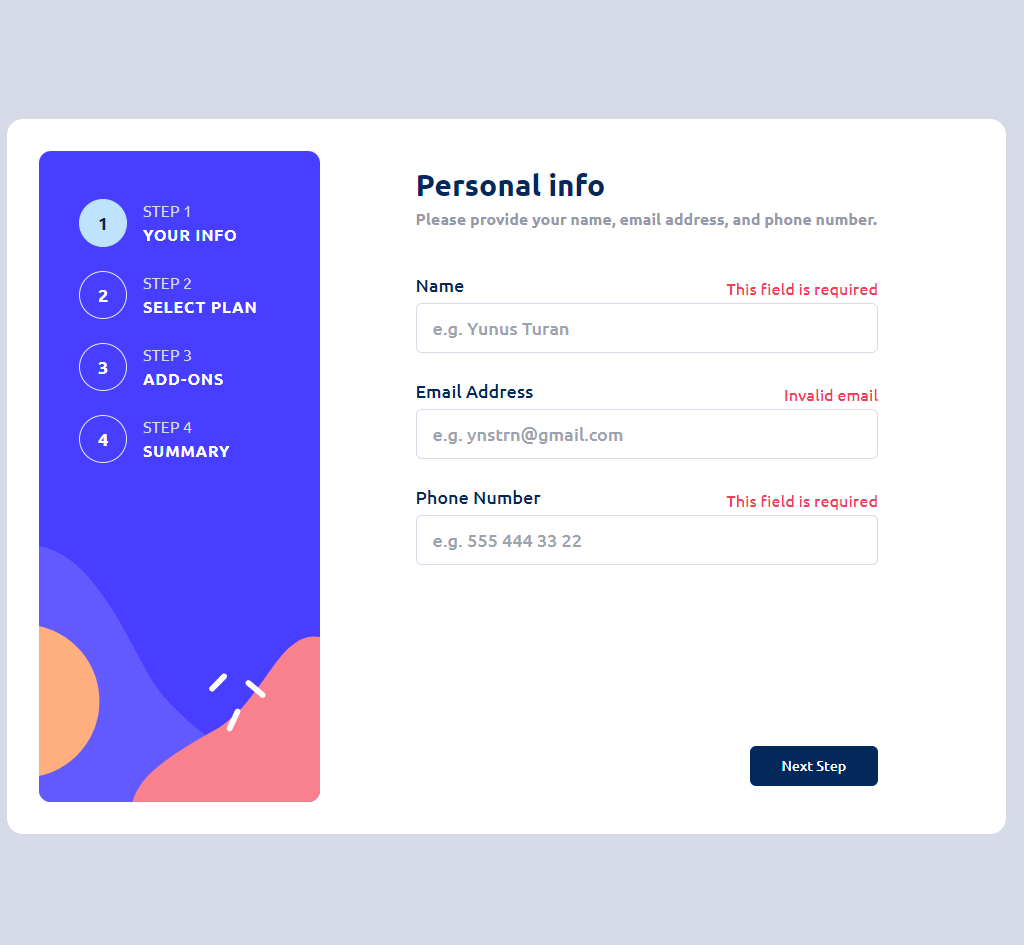 1
STEP 1
YOUR INFO
2
STEP 2
SELECT PLAN
3
STEP 3
ADD-ONS
4
STEP 4
SUMMARY
Personal info
Please provide your name, email address, and phone number.
Name This field is required
e.g. Yunus Turan
Email Address Invalid email
e.g. ynstrn@gmail.com
Phone Number This field is required
e.g. 555 444 33 22
Next Step